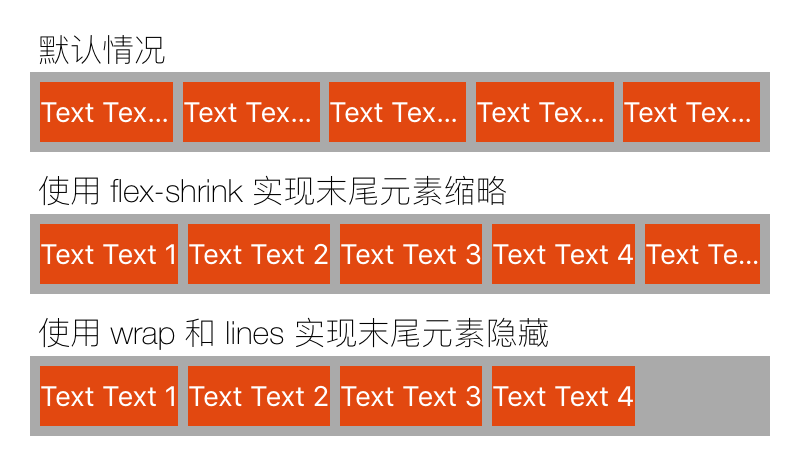 默认情况
Text Tex... Text Tex... Text Tex... Text Tex... Text Tex...
使用 flex-shrink 实现末尾元素缩略
Text Text 1 Text Text 2 Text Text 3 Text Text 4 Text Te...
使用 wrap 和 lines 实现末尾元素隐藏
Text Text 1 Text Text 2 Text Text 3 Text Text 4